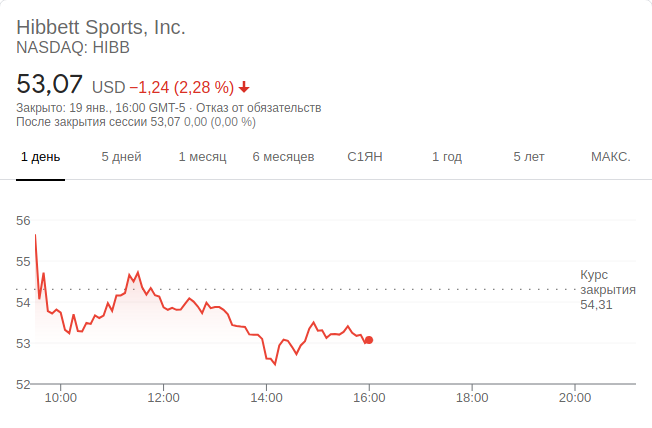 Hibbett Sports, Inc.
NASDAQ: HIBB
53,07 USD −1,24 (2,28 %)
Закрыто: 19 янв., 16:00 GMT-5 · Отказ от обязательств
После закрытия сессии 53,07 0,00 (0,00 %)
1 день 5 дней 1 месяц 6 месяцев С1ЯН 1 год 5 лет МАКС.
56
55
Курс
закрытия
54,31
54
53
52
10:00 12:00 14:00 16:00 18:00 20:00